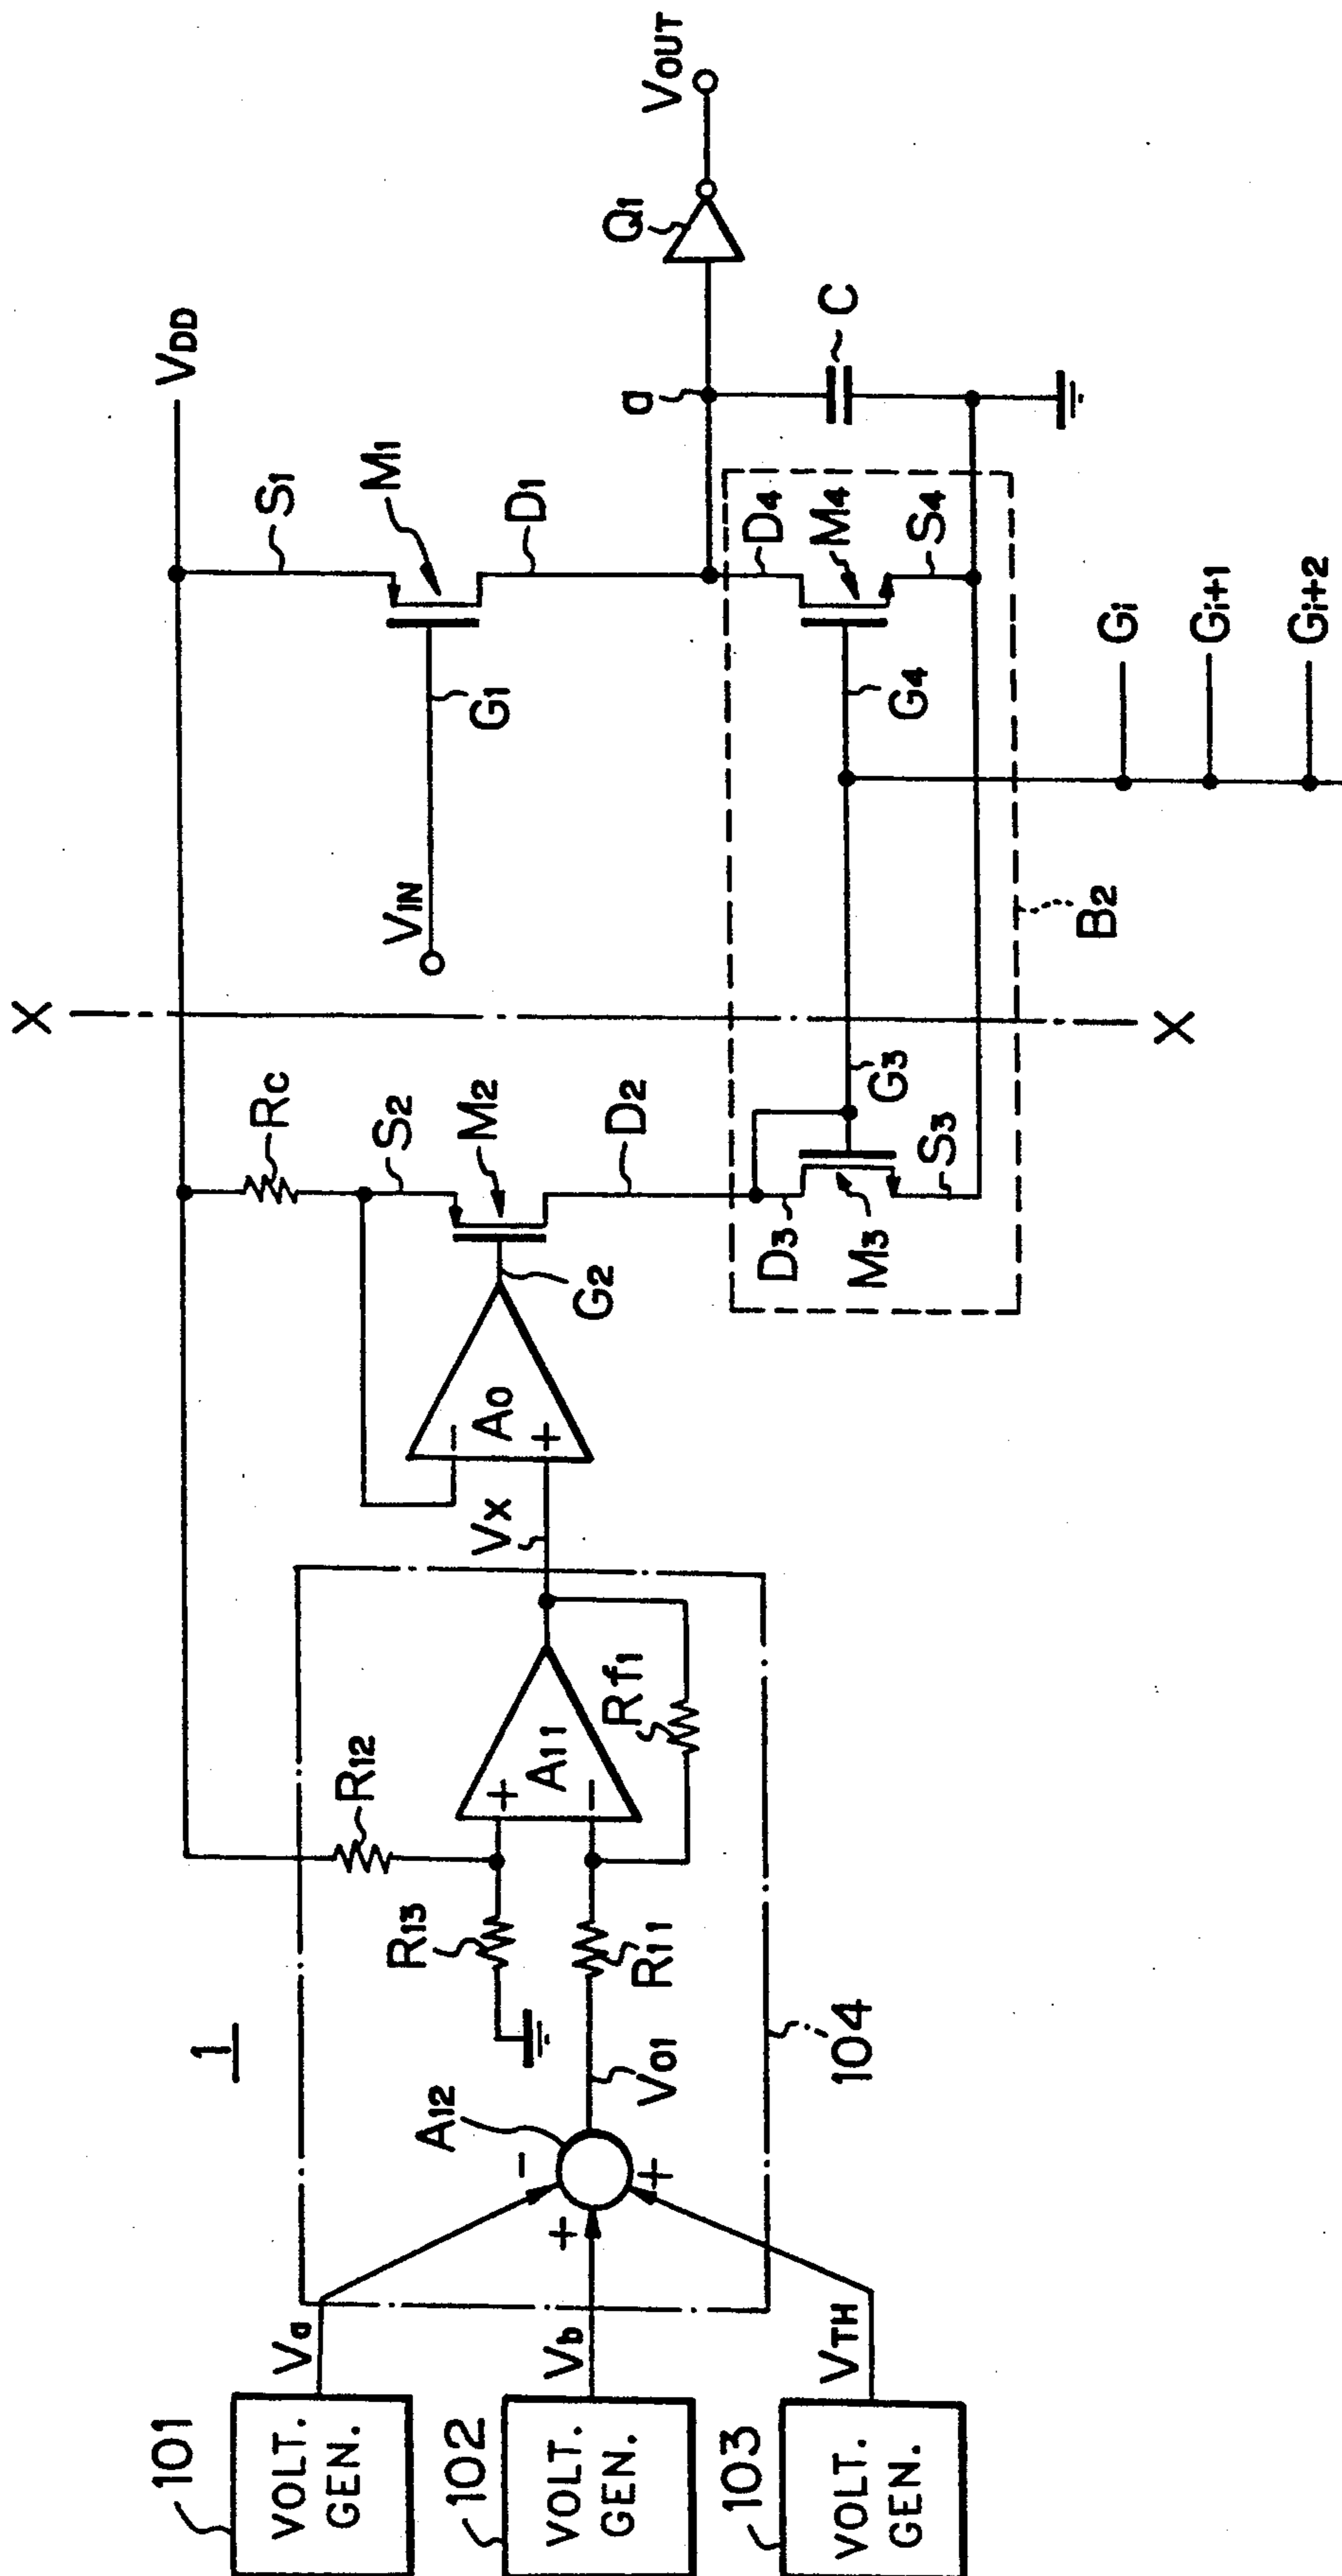 1
101
VOLT.
GEN.
Va
102
VOLT.
GEN.
Vb
103
VOLT.
GEN.
VTH
A12
-
+
+
V01
104
R13
R11
R12
A11
+
-
Rf1
VX
A0
-
+
RC
S2
M2
G2
D2
D3
M3
G3
S3
B2
X
X
VIN
G1
VDD
S1
M1
D1
a
D4
M4
G4
S4
C
Q1
VOUT
Gi
Gi+1
Gi+2